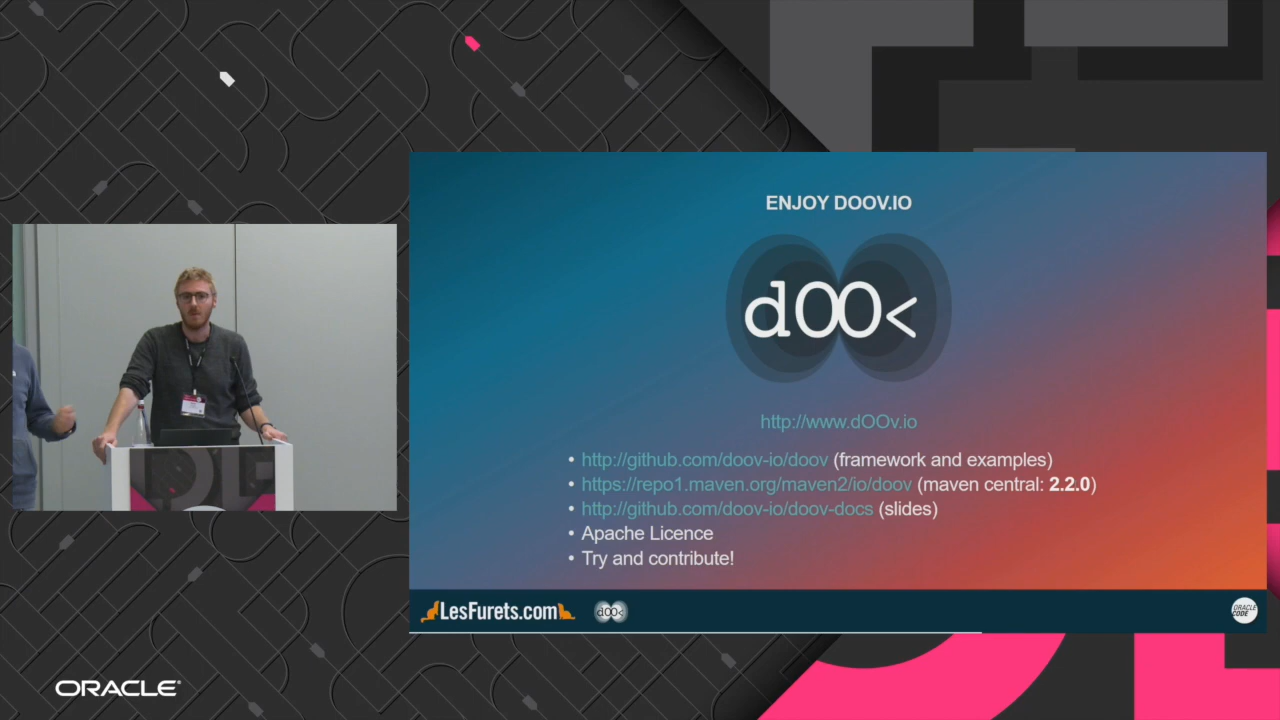 ENJOY DOOV.IO
dOO<
http://www.dOOv.io
• http://github.com/doov-io/doov (framework and examples)
• https://repo1.maven.org/maven2/io/doov (maven central: 2.2.0)
• http://github.com/doov-io/doov-docs (slides)
• Apache Licence
• Try and contribute!
LesFurets.com
dOO<
ORACLE CODE
ORACLE